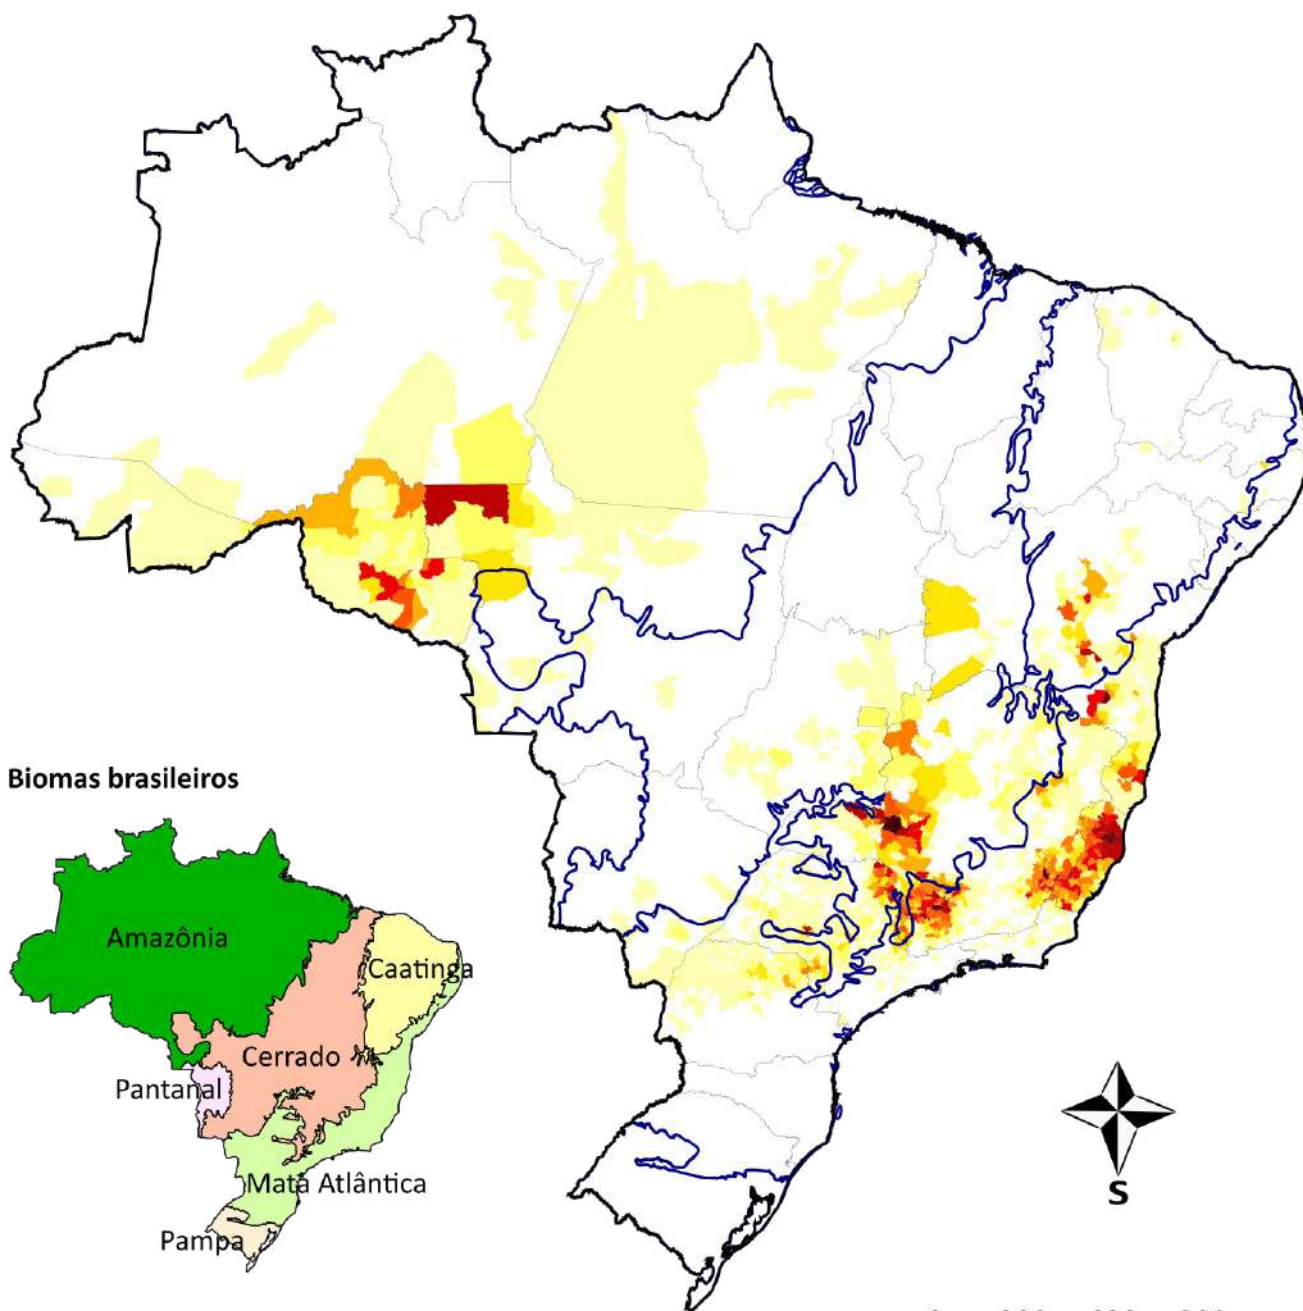 Biomas brasileiros
Amazônia
Caatinga
Cerrado
Pantanal
Mata Atlântica
Pampa
S